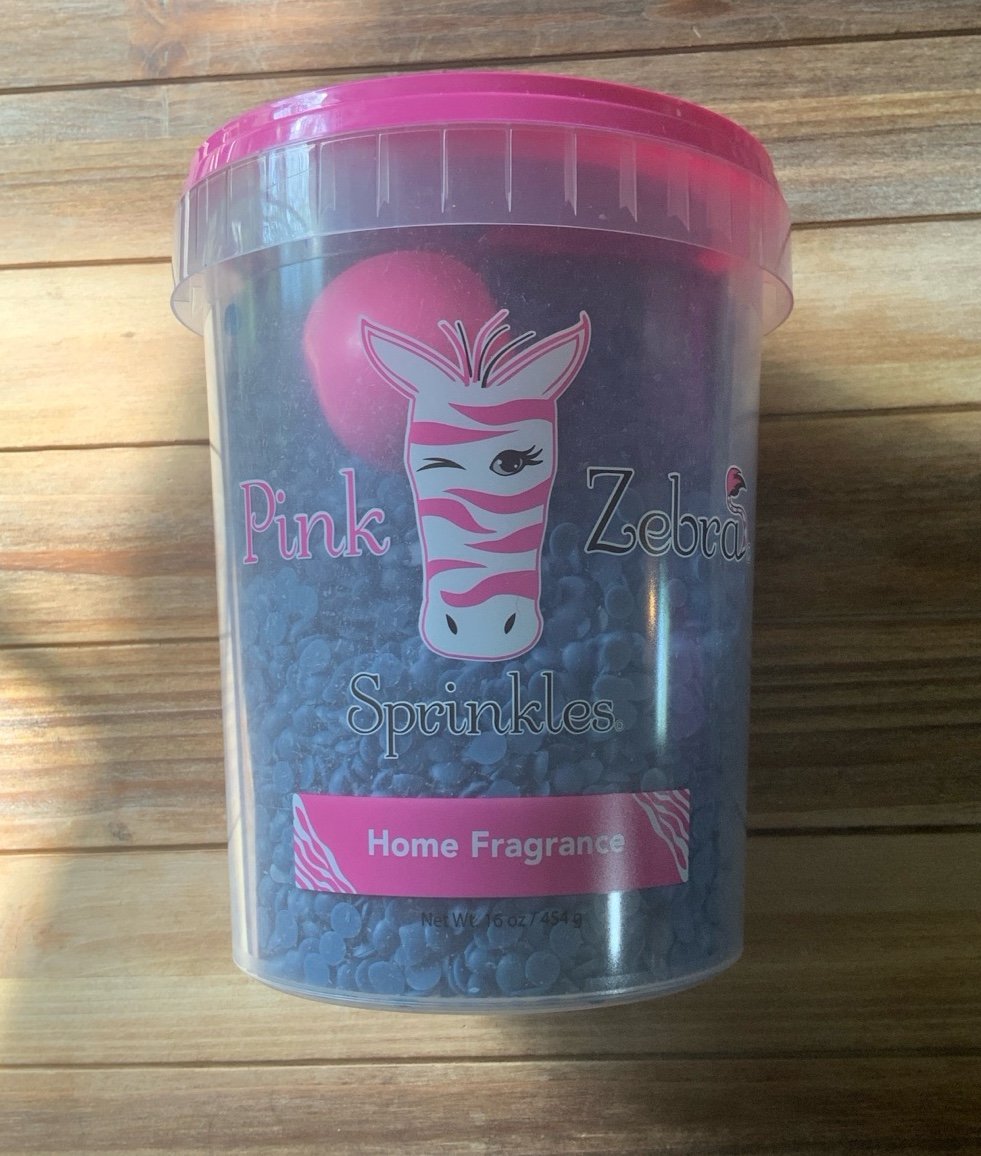 Pink Zebra
Sprinkles©
Home Fragrance
Net Wt. 16 oz / 454 g